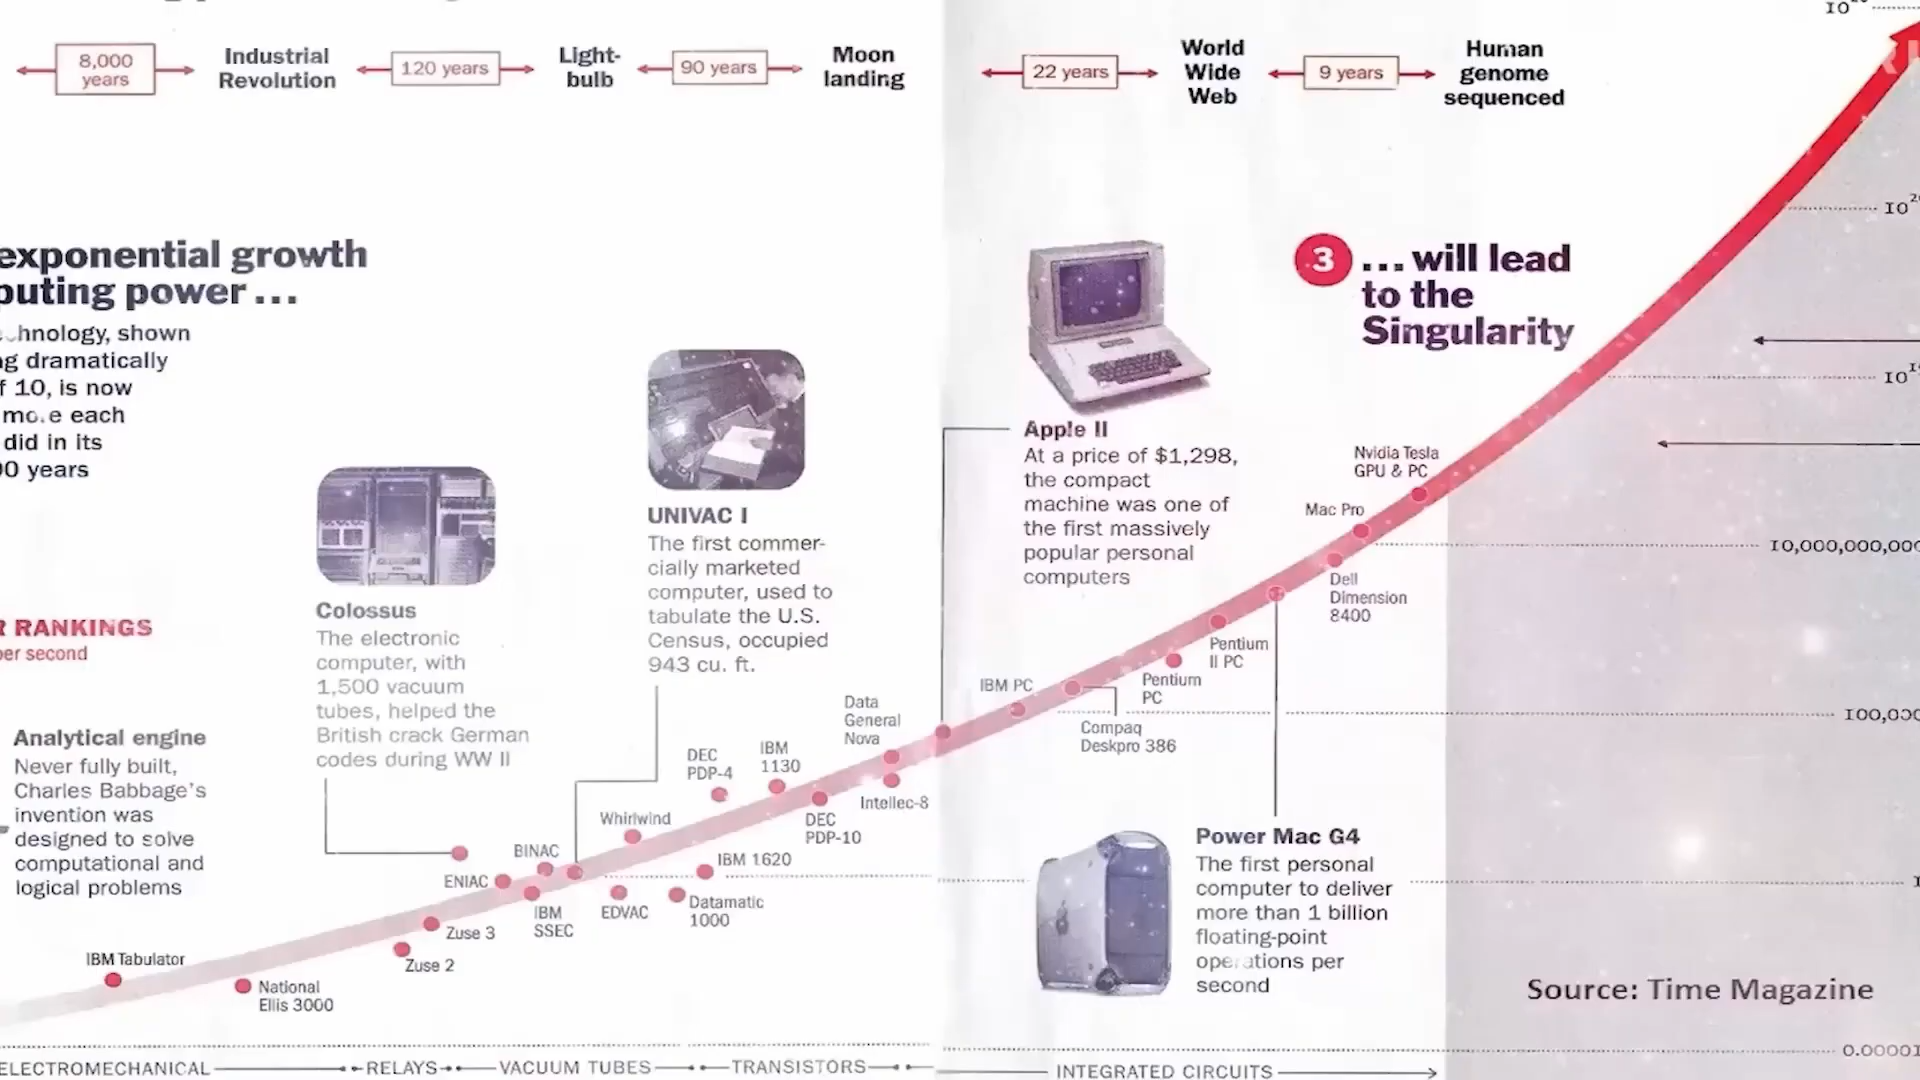 8,000
years
Industrial
Revolution
120 years
Light-
bulb
90 years
Moon
landing
22 years
World
Wide
Web
9 years
Human
genome
sequenced
exponential growth
power...
shown
dramatically
10, is now
each
did in its
years
RANKINGS
per second
Analytical engine
Never fully built,
Charles Babbage's
invention was
designed to solve
computational and
logical problems
Colossus
The electronic
computer, with
1,500 vacuum
tubes, helped the
British crack German
codes during WW II
UNIVAC I
The first commer-
cially marketed
computer, used to
tabulate the U.S.
Census, occupied
943 cu. ft.
Apple II
At a price of $1,298,
the compact
machine was one of
the first massively
popular personal
computers
3 ...will lead
to the
Singularity
Power Mac G4
The first personal
computer to deliver
more than 1 billion
floating-point
operations per
second
IBM Tabulator
National
Ellis 3000
Zuse 2
Zuse 3
ENIAC
BINAC
IBM
SSEC
Whirlwind
EDVAC
Datamatic
1000
IBM 1620
DEC
PDP-4
IBM
1130
DEC
PDP-10
Data
General
Nova
Intellec-8
IBM PC
Compaq
Deskpro 386
Pentium
PC
Pentium
II PC
Dell
Dimension
8400
Mac Pro
Nvidia Tesla
GPU & PC
10,000,000,000
100,000
0.00001
Source: Time Magazine
ELECTROMECHANICAL
RELAYS
VACUUM TUBES
TRANSISTORS
INTEGRATED CIRCUITS